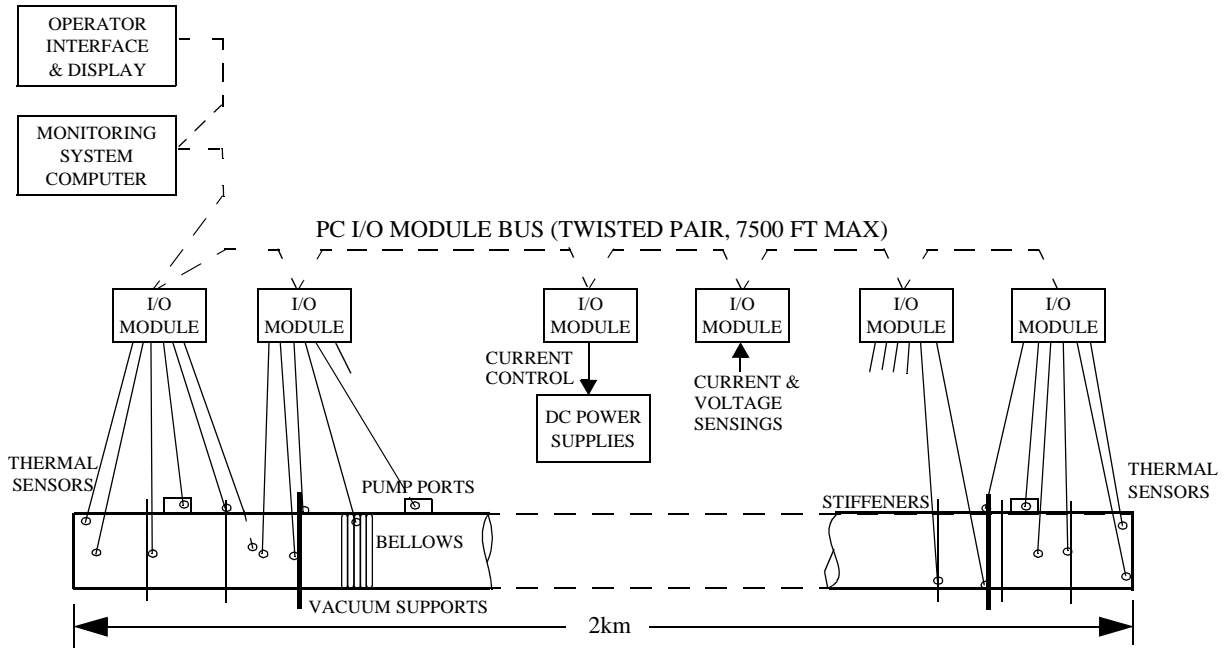 OPERATOR
INTERFACE
& DISPLAY
MONITORING
SYSTEM
COMPUTER
PC I/O MODULE BUS (TWISTED PAIR, 7500 FT MAX)
I/O
MODULE
I/O
MODULE
I/O
MODULE
I/O
MODULE
I/O
MODULE
I/O
MODULE
CURRENT
CONTROL
CURRENT &
VOLTAGE
SENSINGS
DC POWER
SUPPLIES
THERMAL
SENSORS
PUMP PORTS
STIFFENERS
THERMAL
SENSORS
BELLOWS
VACUUM SUPPORTS
2km